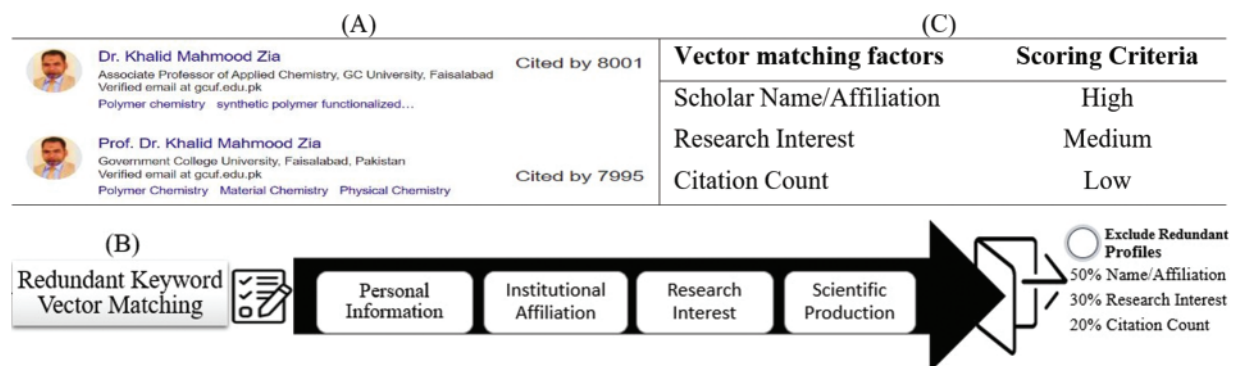 (A)
Dr. Khalid Mahmood Zia
Associate Professor of Applied Chemistry, GC University, Faisalabad
Verified email at gcuf.edu.pk
Polymer chemistry synthetic polymer functionalized...
Cited by 8001
Prof. Dr. Khalid Mahmood Zia
Government College University, Faisalabad, Pakistan
Verified email at gcuf.edu.pk
Polymer Chemistry Material Chemistry Physical Chemistry
Cited by 7995
(C)
Vector matching factors Scoring Criteria
Scholar Name/Affiliation High
Research Interest Medium
Citation Count Low
(B)
Redundant Keyword
Vector Matching
Personal
Information
Institutional
Affiliation
Research
Interest
Scientific
Production
Exclude Redundant
Profiles
50% Name/Affiliation
30% Research Interest
20% Citation Count